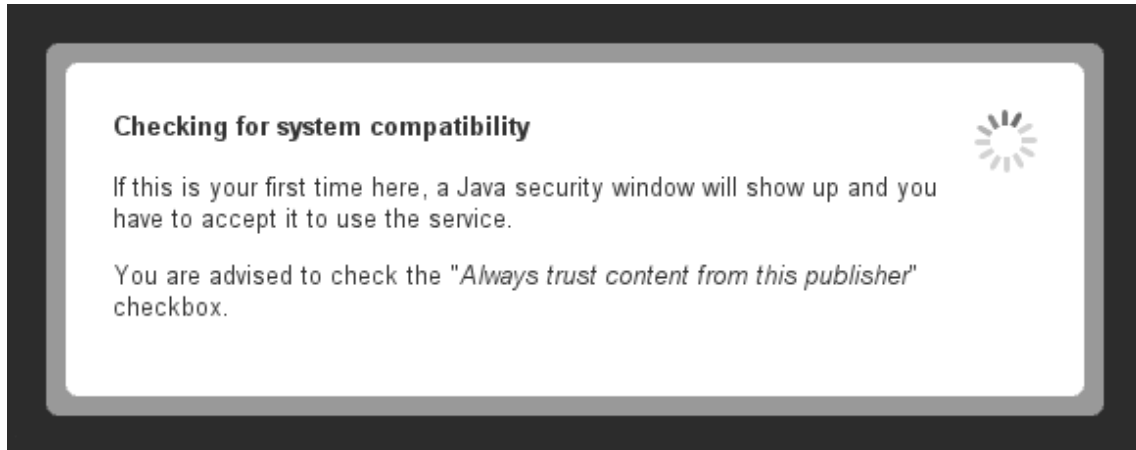 Checking for system compatibility
If this is your first time here, a Java security window will show up and you
have to accept it to use the service.
You are advised to check the "Always trust content from this publisher"
checkbox.